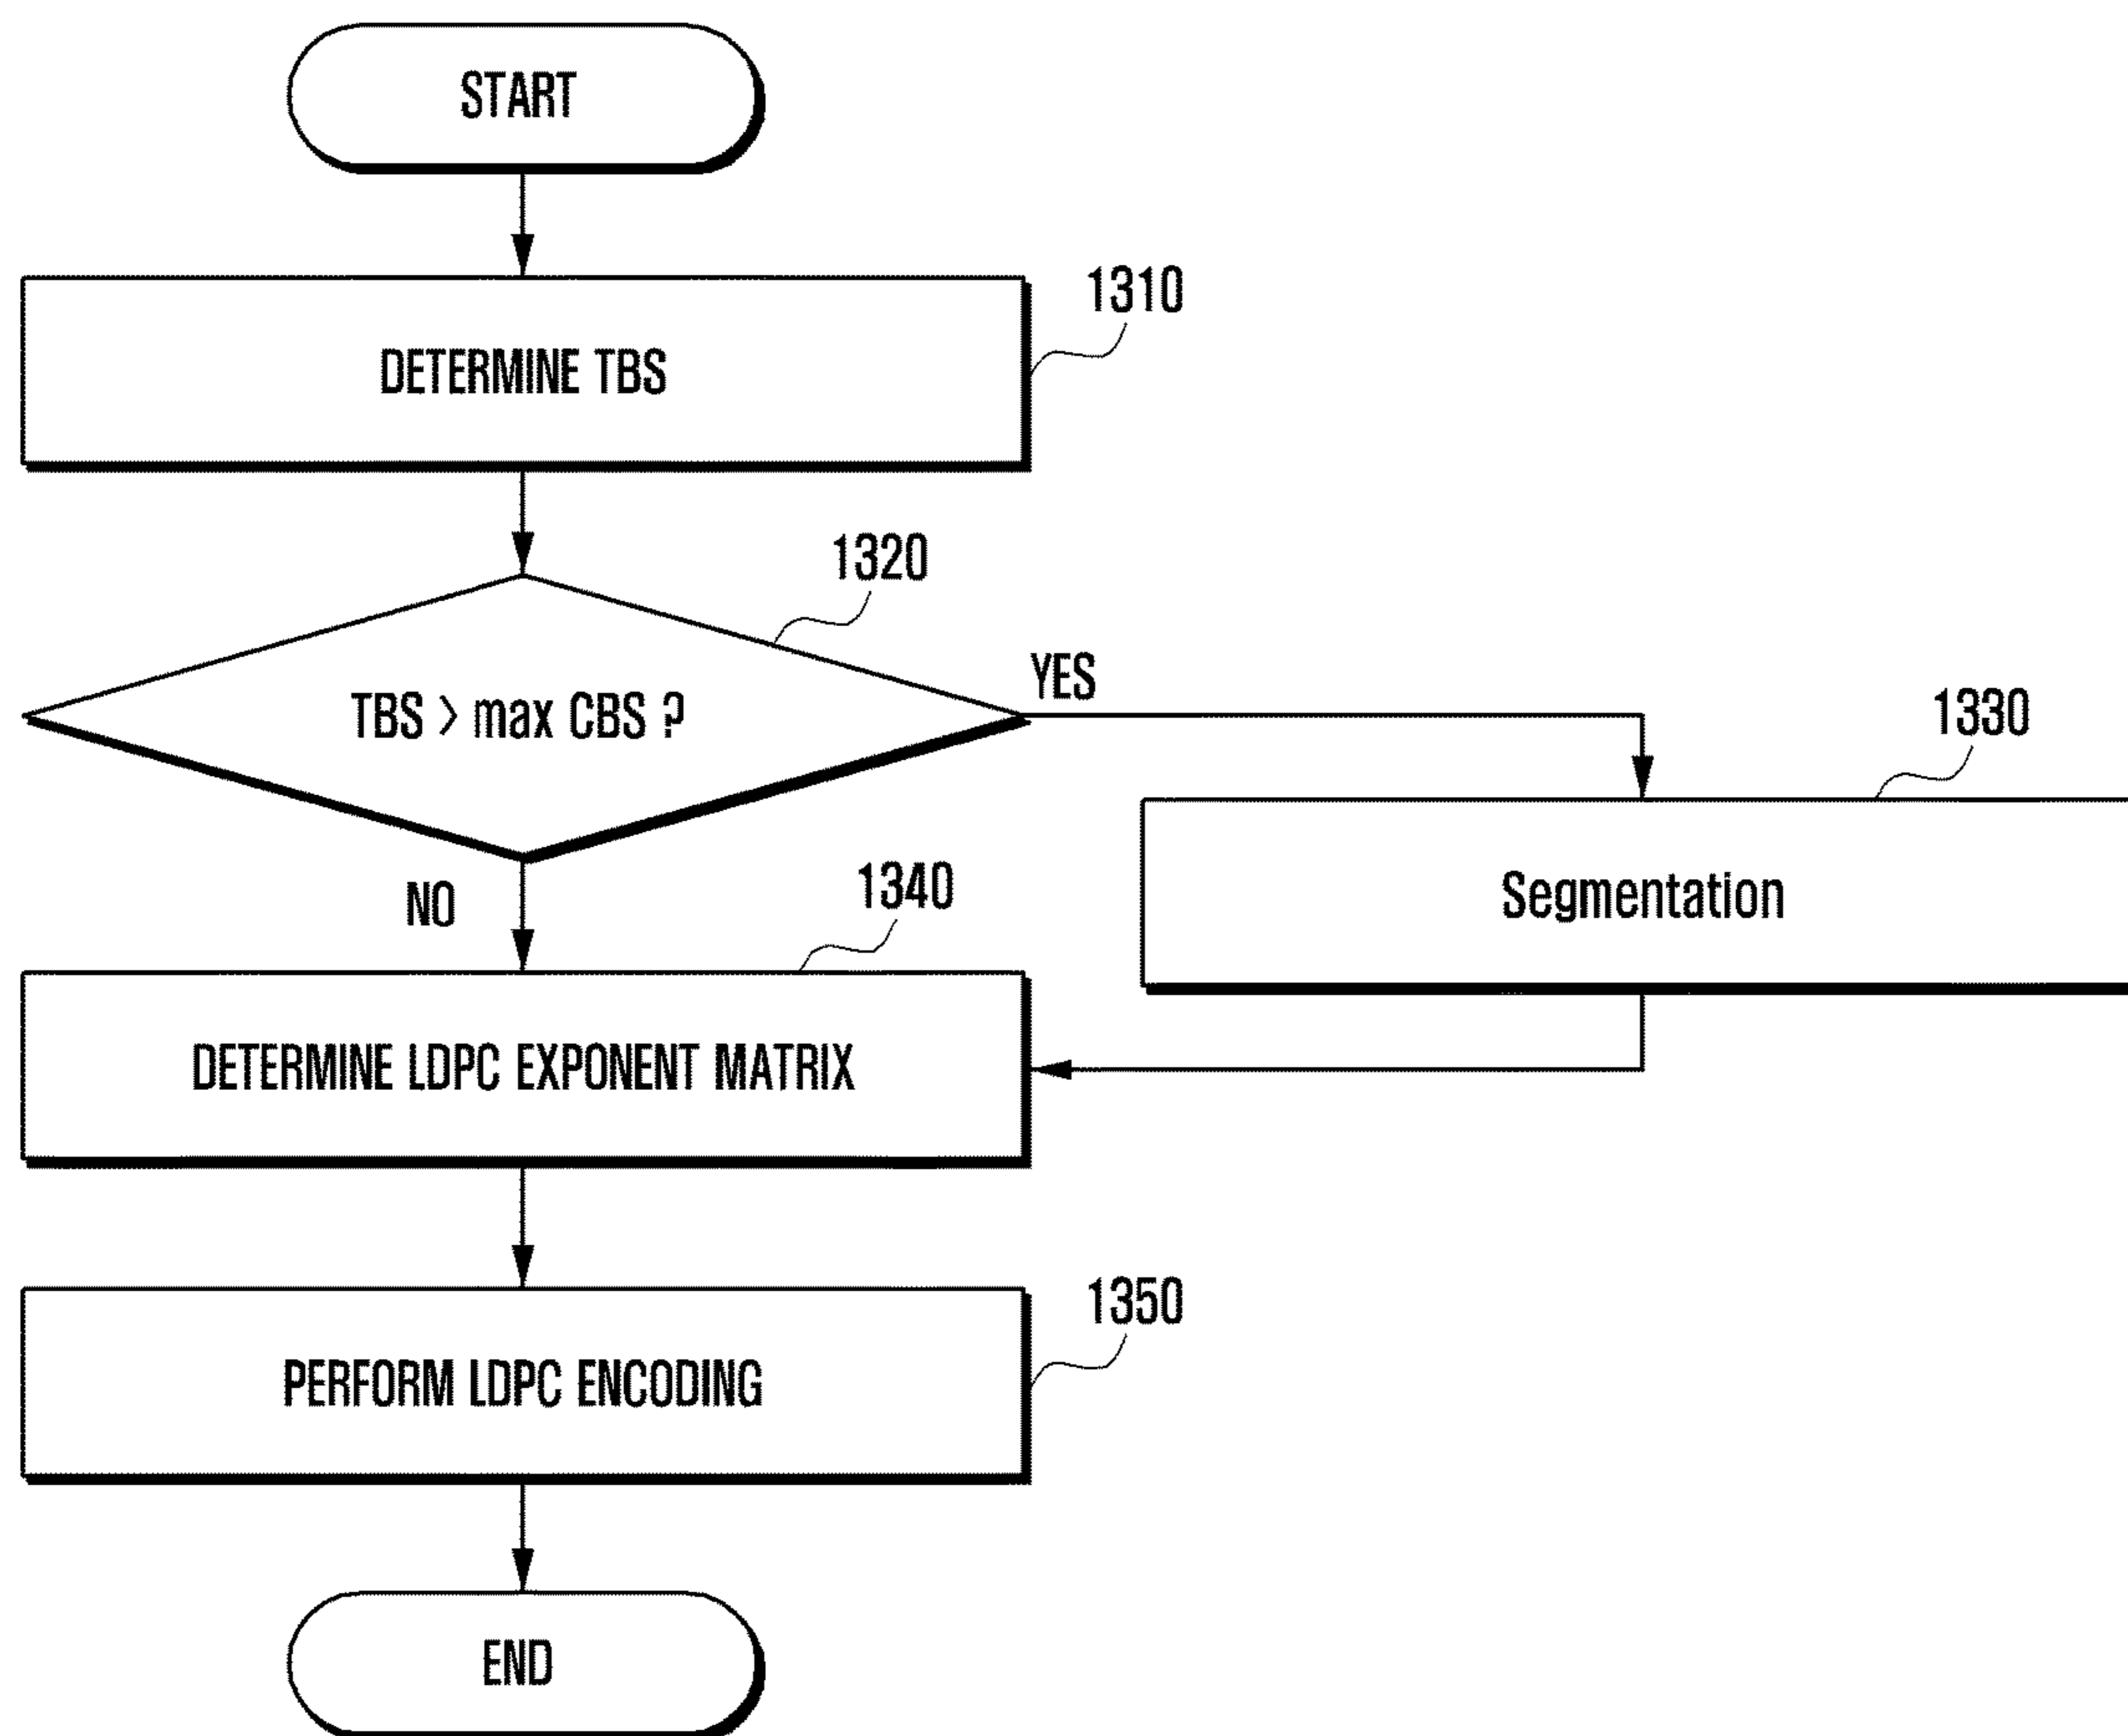 START
1310
DETERMINE TBS
1320
YES
TBS > max CBS ?
1330
Segmentation
NO
1340
DETERMINE LDPC EXPONENT MATRIX
1350
PERFORM LDPC ENCODING
END